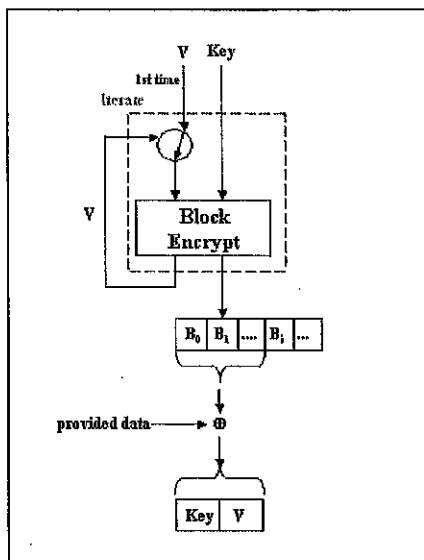 V Key
1st time
Iterate
V
Block
Encrypt
B₀ B₁ .... Bᵢ ...
provided data ⊕
Key V